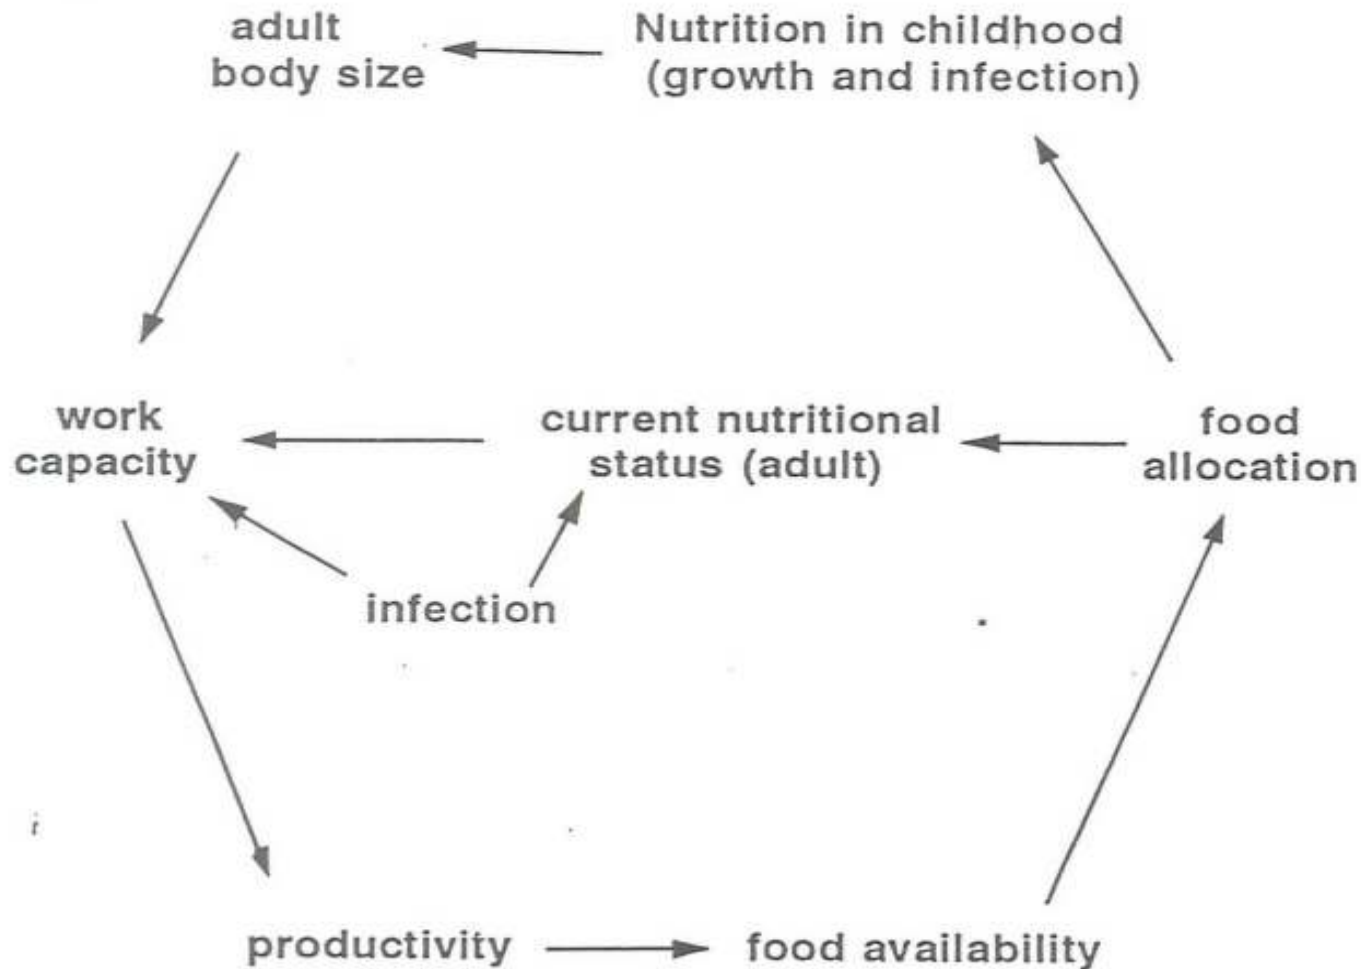 adult
body size
Nutrition in childhood
(growth and infection)
work
capacity
current nutritional
status (adult)
food
allocation
infection
productivity
food availability